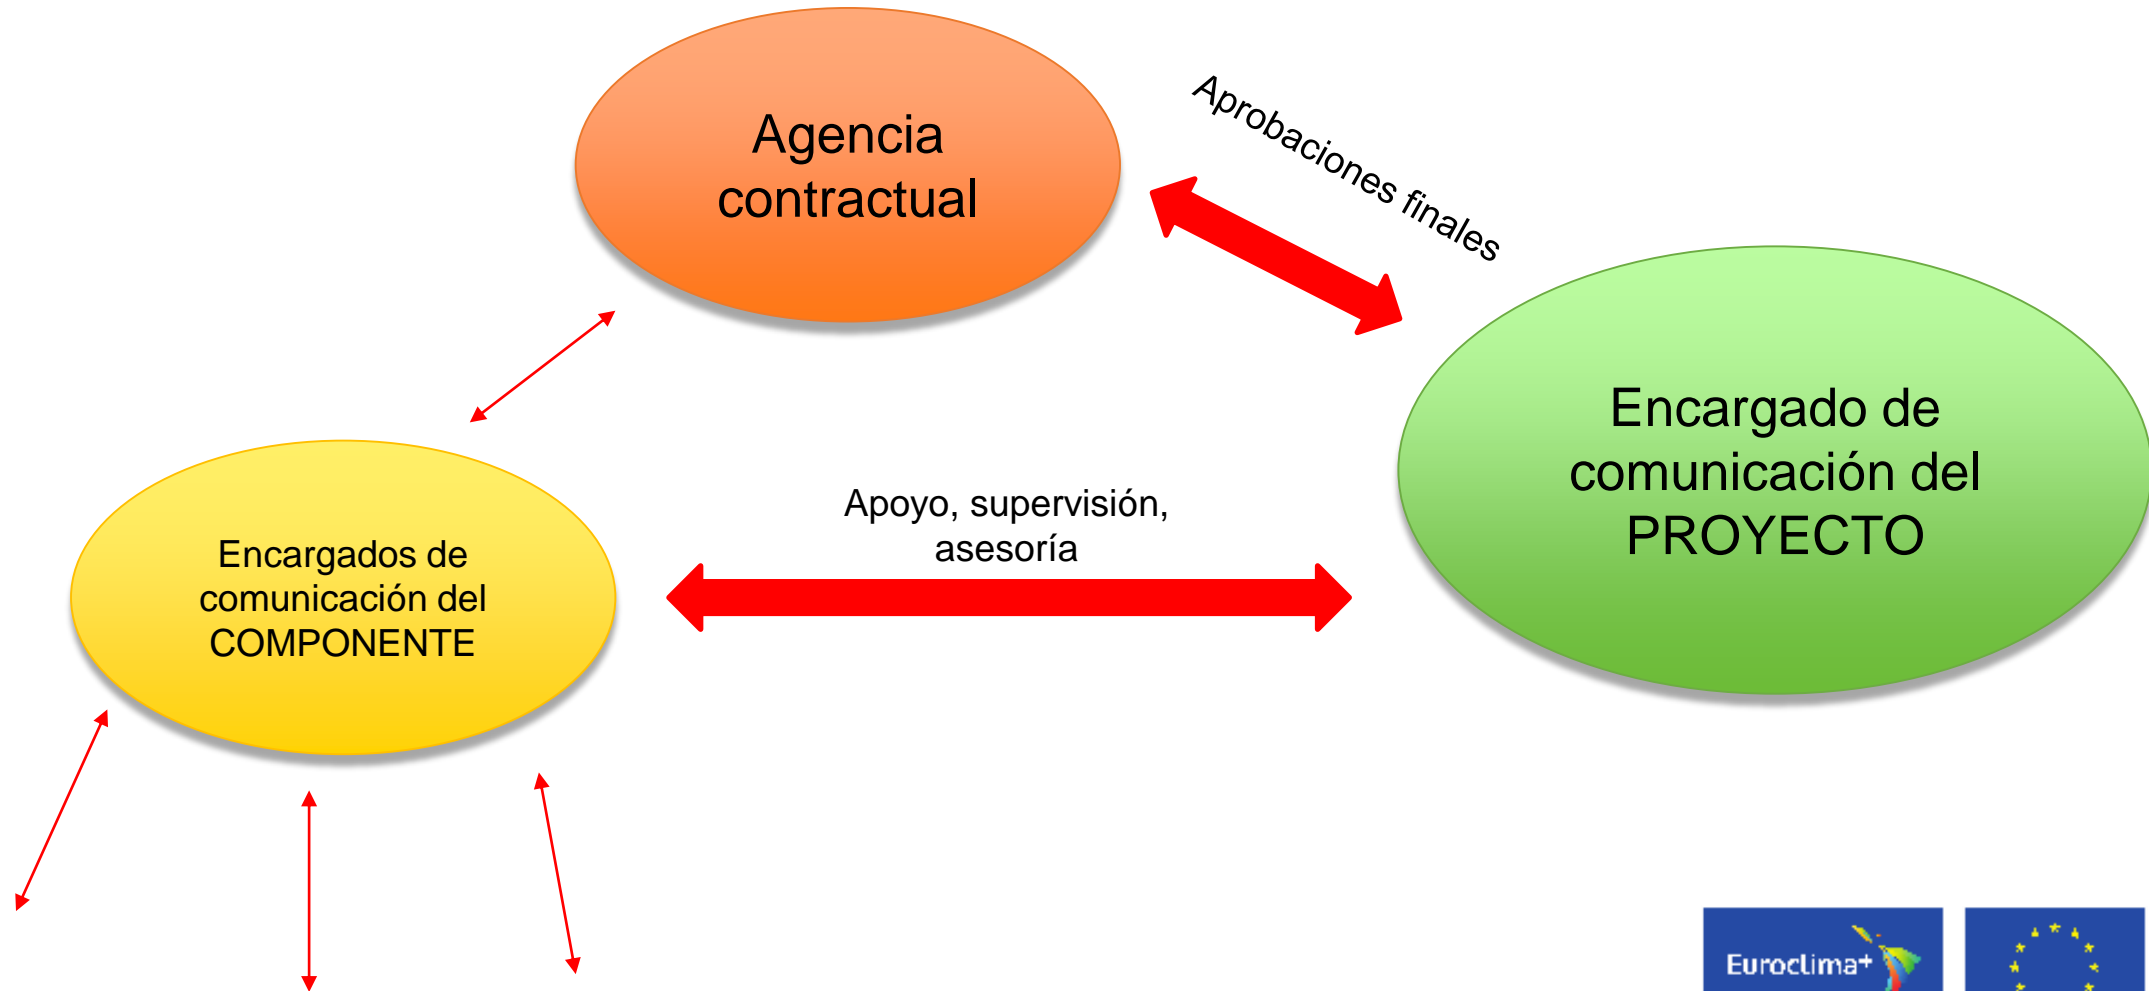 Agencia
contractual
Aprobaciones finales
Encargado de
comunicación del
PROYECTO
Apoyo, supervisión,
asesoría
Encargados de
comunicación del
COMPONENTE
Euroclima+